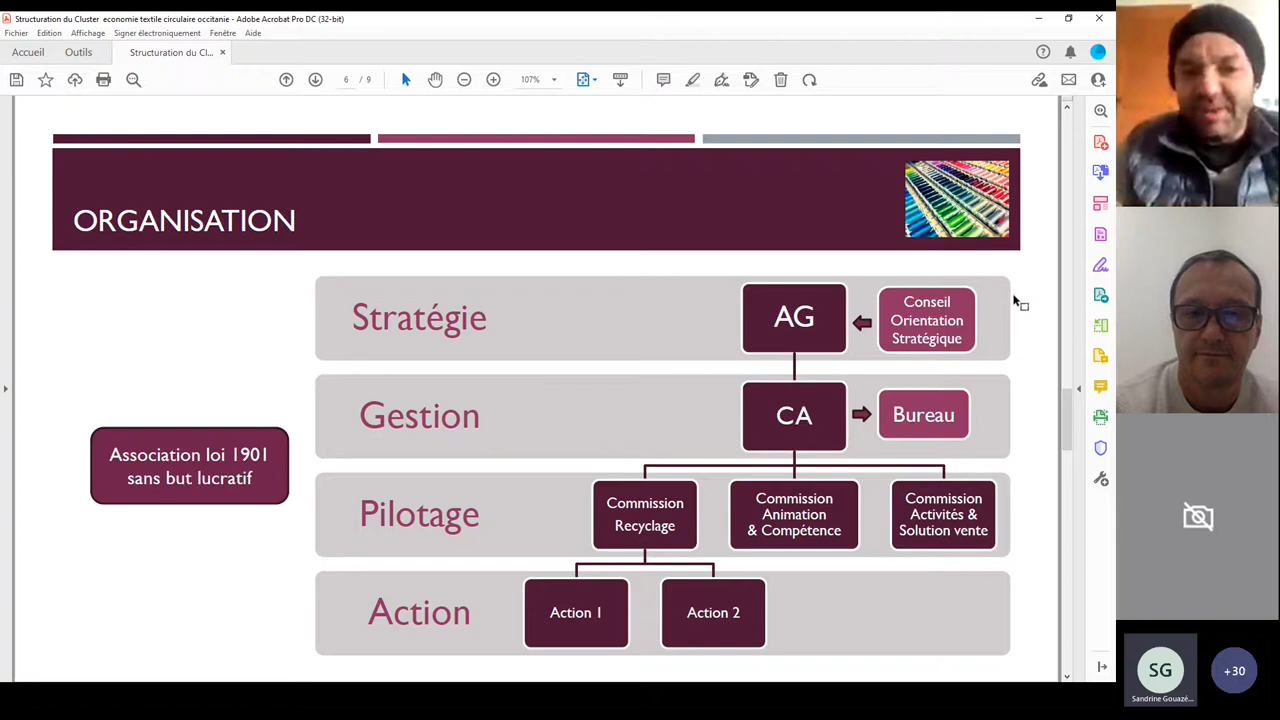 Structuration du Cluster economie textile circulaire occitanie - Adobe Acrobat Pro DC (32-bit)
Fichier Edition Affichage Signer électroniquement Fenêtre Aide
Accueil Outils Structuration du Cl... ×
6 / 9 107%
ORGANISATION
Stratégie
AG
Conseil
Orientation
Stratégique
Gestion
CA
Bureau
Association loi 1901
sans but lucratif
Pilotage
Commission
Recyclage
Commission
Animation
& Compétence
Commission
Activités &
Solution vente
Action
Action 1
Action 2
SG
Sandrine Gouazé...
+30